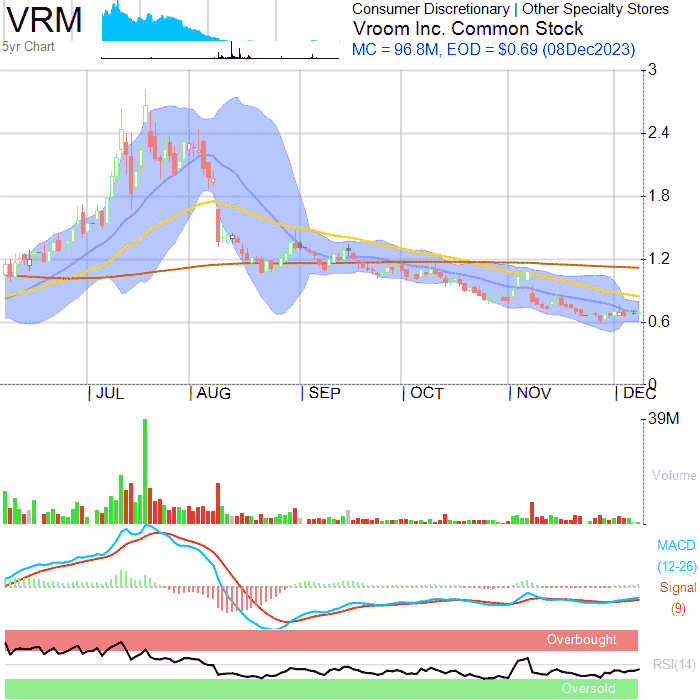 VRM
5yr Chart
Consumer Discretionary | Other Specialty Stores
Vroom Inc. Common Stock
MC = 96.8M, EOD = $0.69 (08Dec2023)
3
2.4
1.8
1.2
0.6
0
JUL AUG SEP OCT NOV DEC
39M
Volume
MACD
(12-26)
Signal
(9)
Overbought
RSI(14)
Oversold